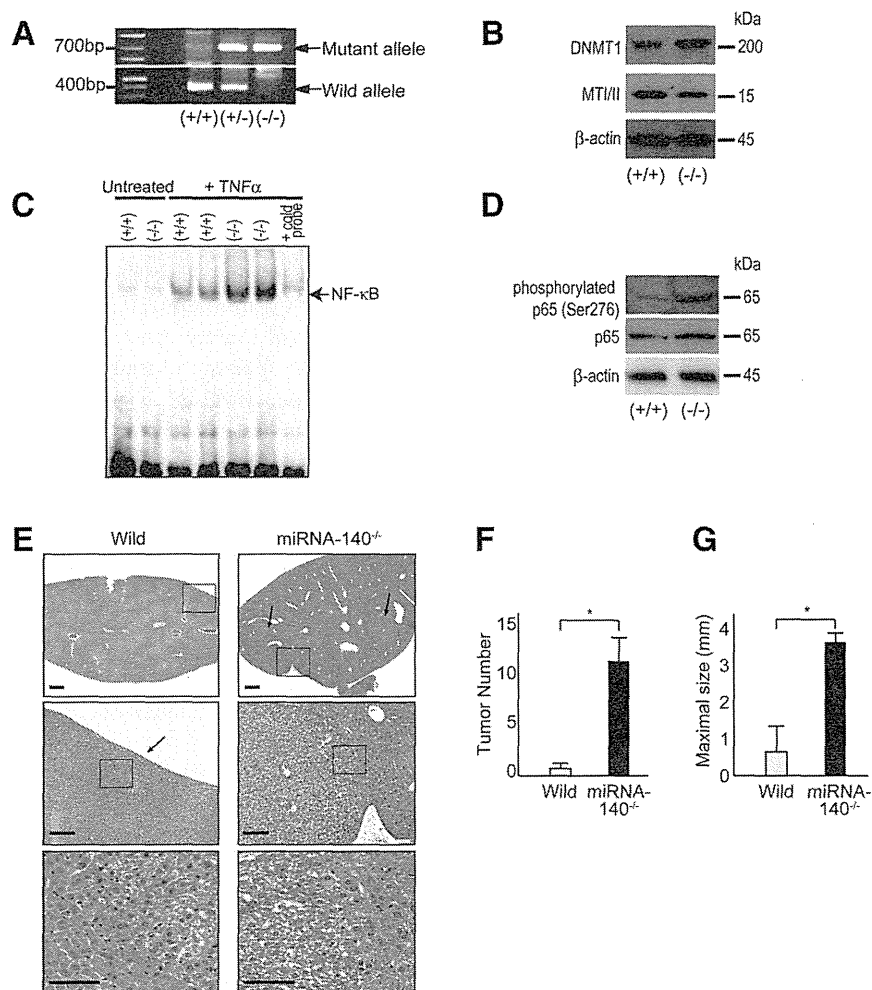 A
700bp
Mutant allele
400bp
Wild allele
(+/+) (+/-) (-/-)
B
kDa
DNMT1
200
MTI/II
15
β-actin
45
(+/+) (-/-)
C
Untreated
+ TNFα
(+/+)
(-/-)
(+/+)
(+/+)
(-/-)
(-/-)
+ cold
probe
NF-κB
D
kDa
phosphorylated
p65 (Ser276)
65
p65
65
β-actin
45
(+/+) (-/-)
E
Wild
miRNA-140-/-
F
Tumor Number
15
10
5
0
*
Wild
miRNA-
140-/-
G
Maximal size (mm)
4
3
2
1
0
*
Wild
miRNA-
140-/-